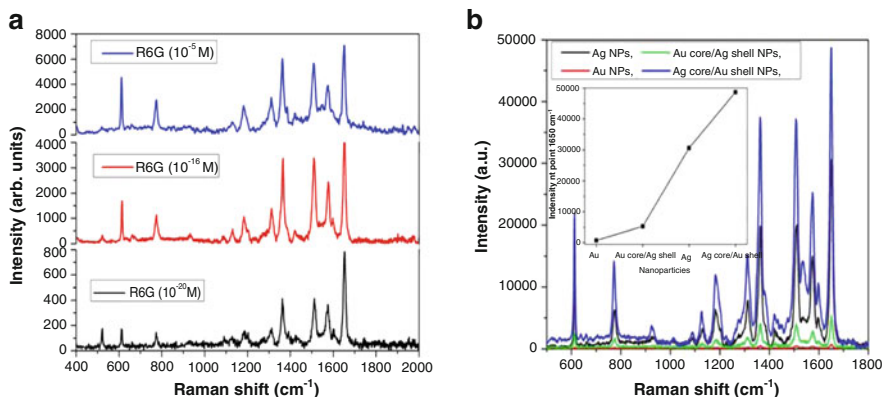 a
R6G (10-5 M)
8000
6000
4000
2000
0
R6G (10-16 M)
4000
3000
2000
1000
0
R6G (10-20M)
800
600
400
200
0
400 600 800 1000 1200 1400 1600 1800 2000
Intensity (arb. units)
Raman shift (cm-1)
b
Ag NPs, Au core/Ag shell NPs,
Au NPs, Ag core/Au shell NPs,
50000
40000
30000
20000
10000
0
600 800 1000 1200 1400 1600 1800
Intensity (a.u.)
Raman shift (cm-1)
50000
40000
30000
20000
10000
0
Au Au core/Ag shell Ag Ag core/Au shell
Nanoparticies
Indensity nt point 1650 cm-1